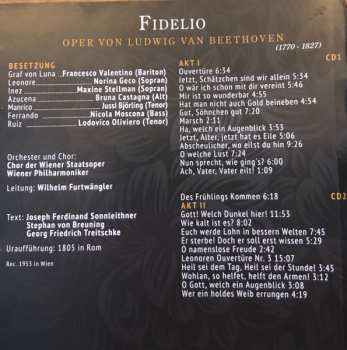 FIDELIO
OPER VON LUDWIG VAN BEETHOVEN
(1770 - 1827)
BESETZUNG
Graf von Luna Francesco Valentino (Bariton)
Leonore Norina Geco (Sopran)
Inez Maxine Stellman (Sopran)
Azucena Bruna Castagna (Alt)
Manrico Jussi Björling (Tenor)
Ferrando Nicola Moscona (Bass)
Ruiz Lodovico Oliviero (Tenor)
Orchester und Chor:
Chor der Wiener Staatsoper
Wiener Philharmoniker
Leitung: Wilhelm Furtwängler
Text: Joseph Ferdinand Sonnleithner
Stephan von Breuning
Georg Friedrich Treitschke
Uraufführung: 1805 in Rom
Rec. 1953 in Wien
AKT I CD1
Ouvertüre 6:34
Jetzt, Schätzchen sind wir allein 5:34
O wär ich schon mit dir vereint 5:46
Mir ist so wunderbar 4:55
Hat man nicht auch Gold beineben 4:54
Gut, Söhnchen gut 7:20
Marsch 2:11
Ha, welch ein Augenblick 3:33
Jetzt, Alter, jetzt hat es Eile 5:06
Abscheulicher, wo eilst du hin 9:26
O welche Lust 7:24
Nun sprecht, wie ging's? 6:00
Ach, Vater, Vater eilt! 1:09
Des Frühlings Kommen 6:18 CD2
AKT II
Gott! Welch Dunkel hier! 11:53
Wie kalt ist es? 8:01
Euch werde Lohn in bessern Welten 7:45
Er sterbe! Doch er soll erst wissen 5:29
O namenslose Freude 2:42
Leonoren Ouvertüre Nr. 3 15:07
Heil sei dem Tag, Heil sei der Stunde! 3:45
Wohlan, so helfet, helft den Armen! 3:12
O Gott, welch ein Augenblick 3:08
Wer ein holdes Weib errungen 4:19